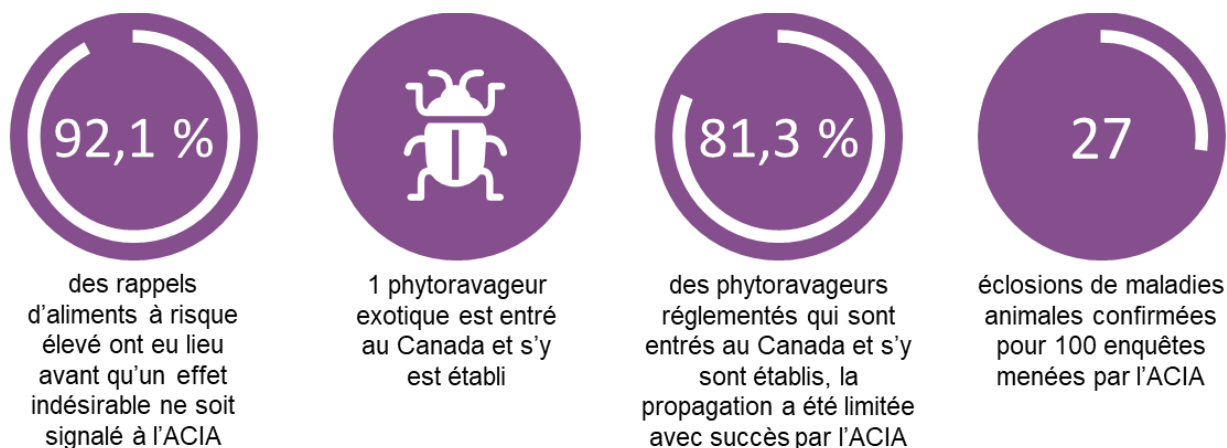 92,1 %
des rappels
d’aliments à risque
élevé ont eu lieu
avant qu’un effet
indésirable ne soit
signalé à l’ACIA
1 phytoravageur
exotique est entré
au Canada et s’y
est établi
81,3 %
des phytoravageurs
réglementés qui sont
entrés au Canada et s’y
sont établis, la
propagation a été limitée
avec succès par l’ACIA
27
éclosions de maladies
animales confirmées
pour 100 enquêtes
menées par l’ACIA